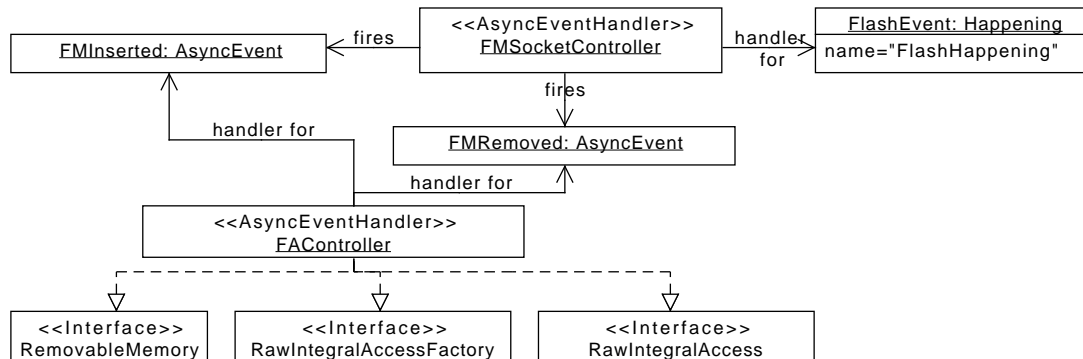 <<AsyncEventHandler>>
FMSocketController
FlashEvent: Happening
name="FlashHappening"
FMInserted: AsyncEvent
fires
handler
for
fires
handler for
FMRemoved: AsyncEvent
handler for
<<AsyncEventHandler>>
FAController
<<Interface>>
RemovableMemory
<<Interface>>
RawIntegralAccessFactory
<<Interface>>
RawIntegralAccess